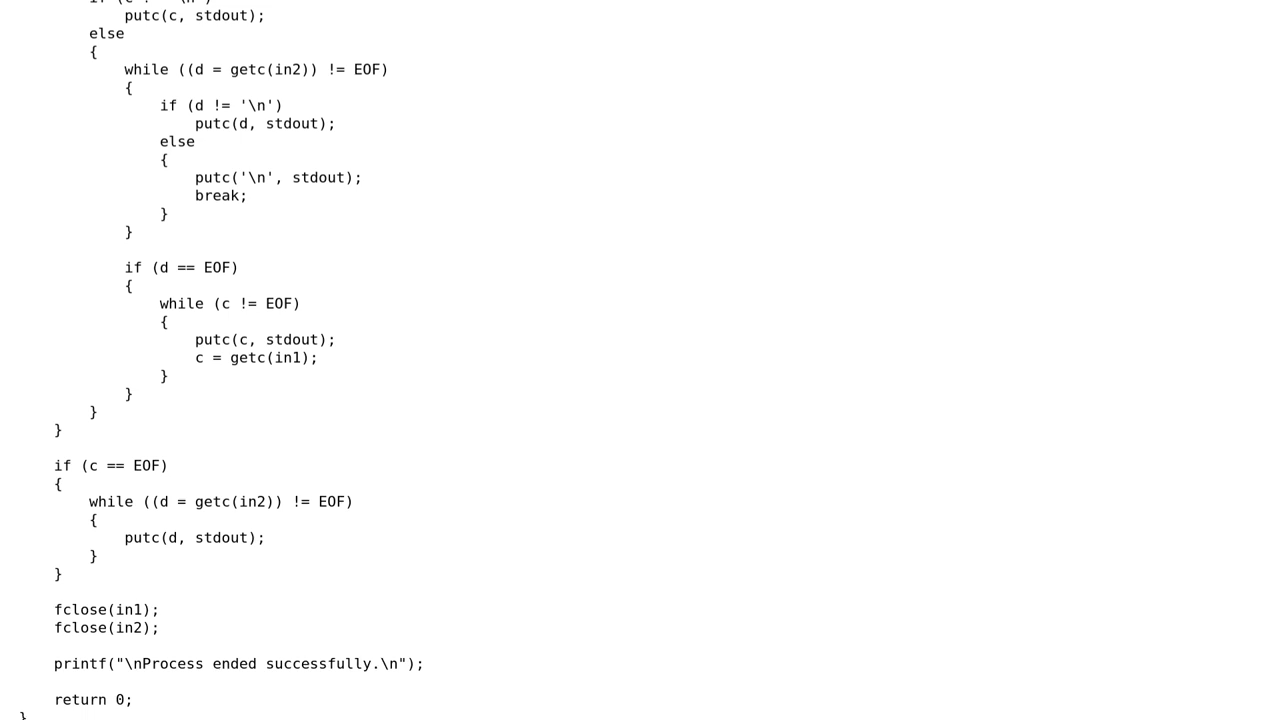 putc(c, stdout);
else
{
while ((d = getc(in2)) != EOF)
{
if (d != '\n')
putc(d, stdout);
else
{
putc('\n', stdout);
break;
}
}
if (d == EOF)
{
while (c != EOF)
{
putc(c, stdout);
c = getc(in1);
}
}
}
}
if (c == EOF)
{
while ((d = getc(in2)) != EOF)
{
putc(d, stdout);
}
}
fclose(in1);
fclose(in2);
printf("\nProcess ended successfully.\n");
return 0;
}